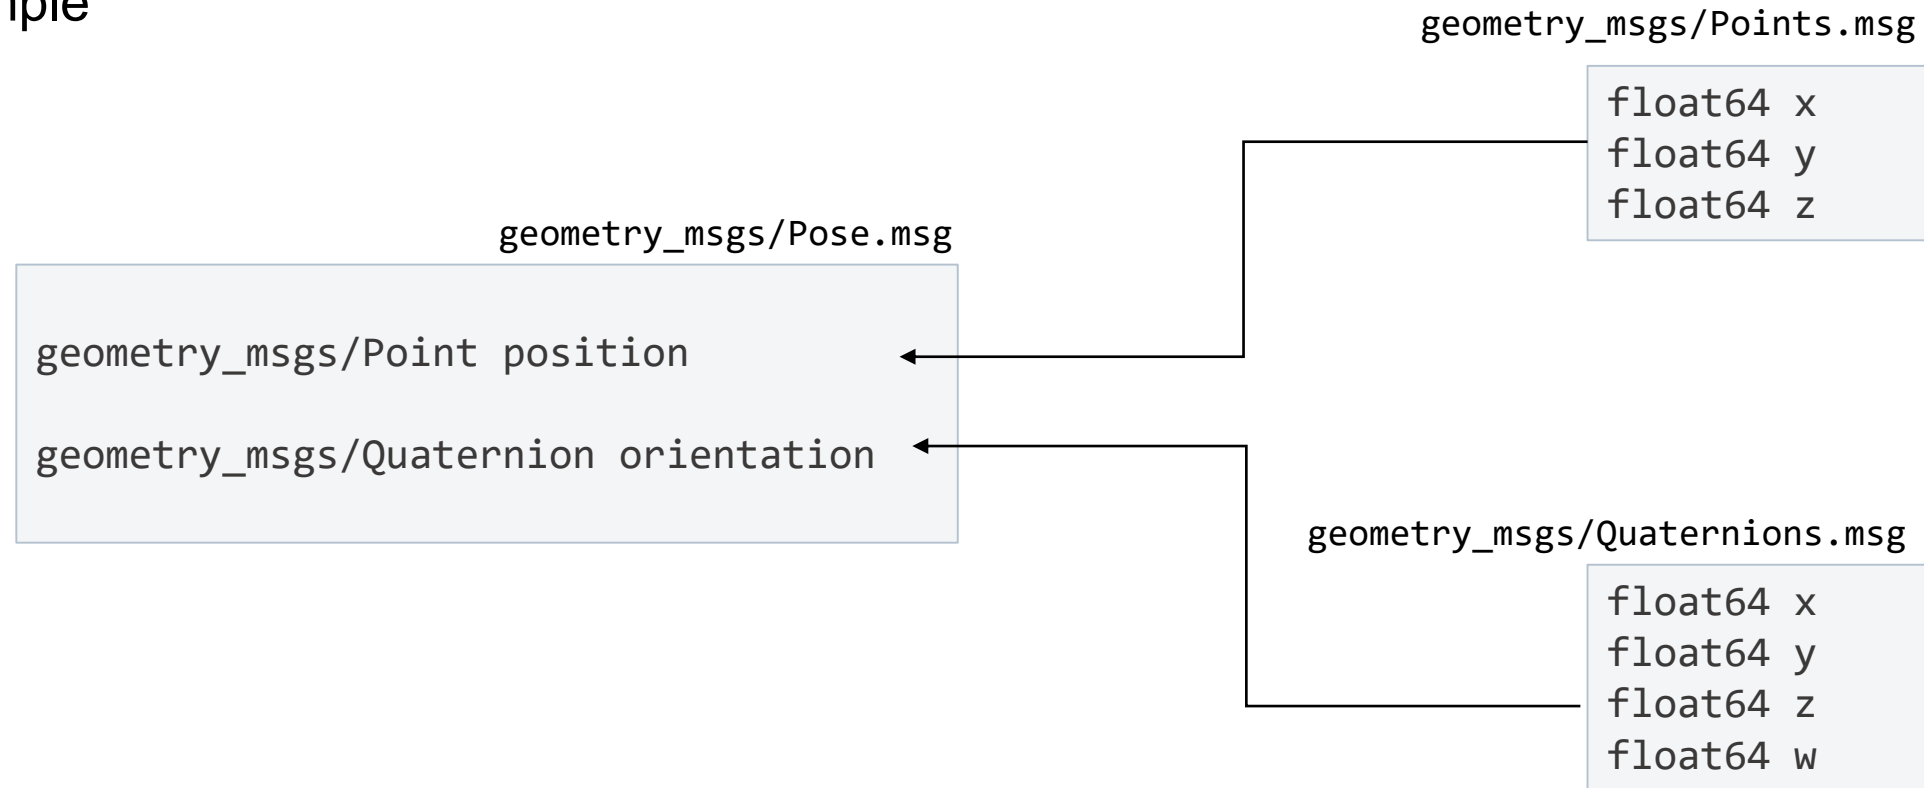 geometry_msgs/Points.msg
float64 x
float64 y
float64 z
geometry_msgs/Pose.msg
geometry_msgs/Point position
geometry_msgs/Quaternion orientation
geometry_msgs/Quaternions.msg
float64 x
float64 y
float64 z
float64 w